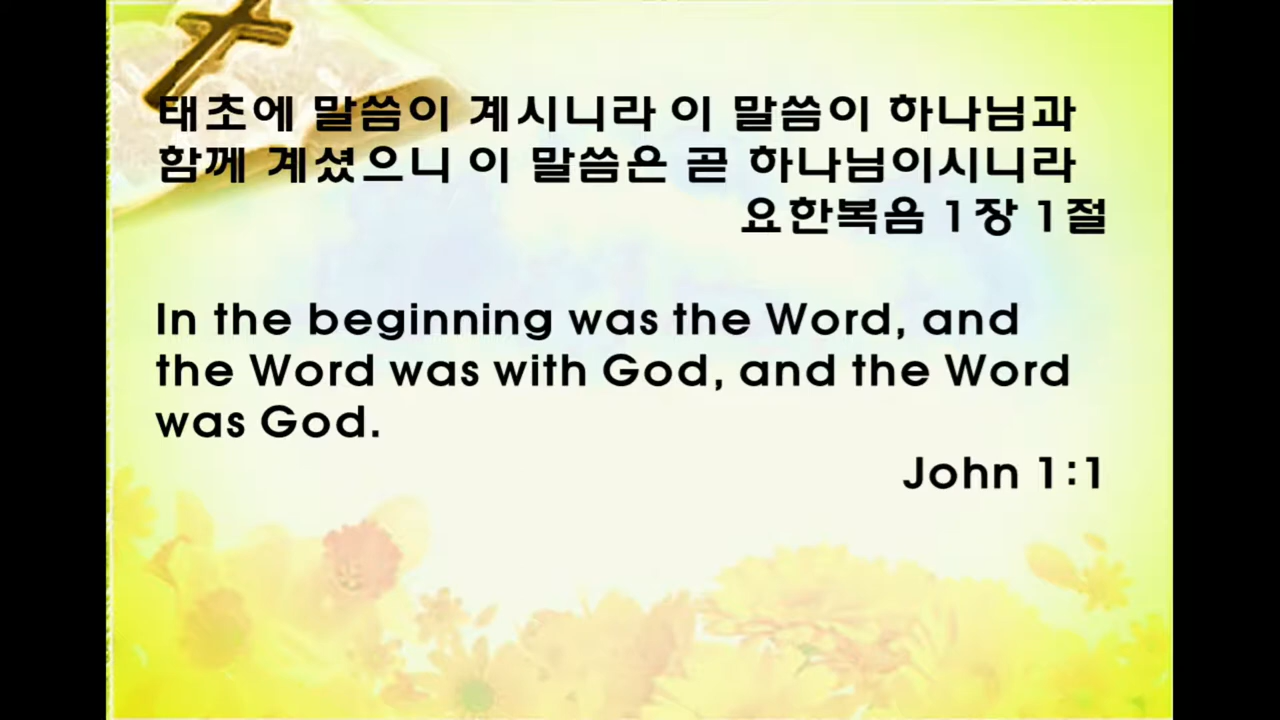 태초에 말씀이 계시니라 이 말씀이 하나님과
함께 계셨으니 이 말씀은 곧 하나님이시니라
요한복음 1장 1절
In the beginning was the Word, and
the Word was with God, and the Word
was God.
John 1:1